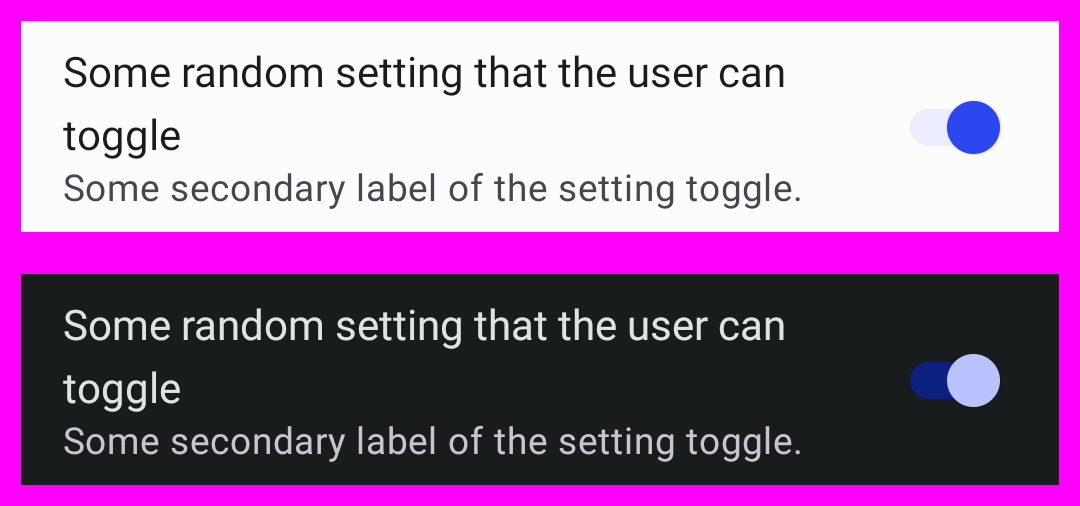 Some random setting that the user can
toggle
Some secondary label of the setting toggle.
Some random setting that the user can
toggle
Some secondary label of the setting toggle.